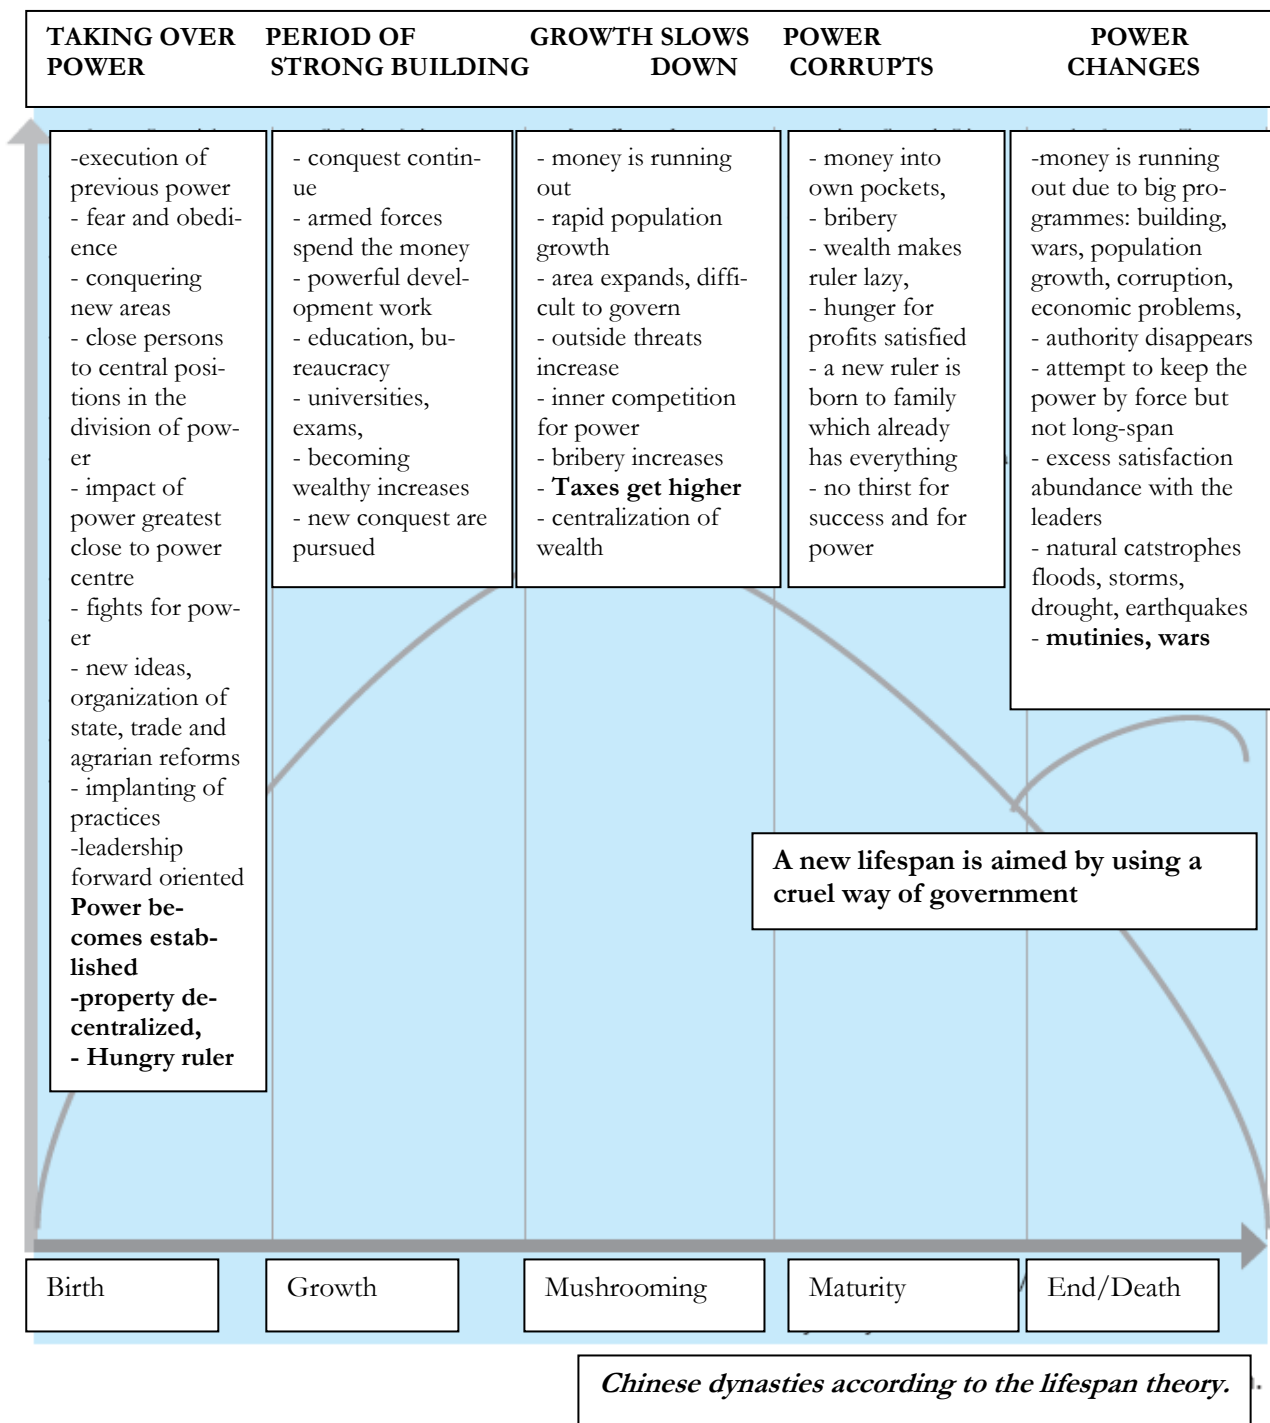 TAKING OVER POWER
PERIOD OF STRONG BUILDING
GROWTH SLOWS DOWN
POWER CORRUPTS
POWER CHANGES
-execution of
previous power
- fear and obedi-
ence
- conquering
new areas
- close persons
to central posi-
tions in the
division of pow-
er
- impact of
power greatest
close to power
centre
- fights for pow-
er
- new ideas,
organization of
state, trade and
agrarian reforms
- implanting of
practices
-leadership
forward oriented
Power be-
comes estab-
lished
-property de-
centralized,
- Hungry ruler
- conquest contin-
ue
- armed forces
spend the money
- powerful devel-
opment work
- education, bu-
reaucracy
- universities,
exams,
- becoming
wealthy increases
- new conquest are
pursued
- money is running
out
- rapid population
growth
- area expands, diffi-
cult to govern
- outside threats
increase
- inner competition
for power
- bribery increases
- Taxes get higher
- centralization of
wealth
- money into
own pockets,
- bribery
- wealth makes
ruler lazy,
- hunger for
profits satisfied
- a new ruler is
born to family
which already
has everything
- no thirst for
success and for
power
-money is running
out due to big pro-
grammes: building,
wars, population
growth, corruption,
economic problems,
- authority disappears
- attempt to keep the
power by force but
not long-span
- excess satisfaction
abundance with the
leaders
- natural catstrophes
floods, storms,
drought, earthquakes
- mutinies, wars
A new lifespan is aimed by using a
cruel way of government
Birth
Growth
Mushrooming
Maturity
End/Death
Chinese dynasties according to the lifespan theory.